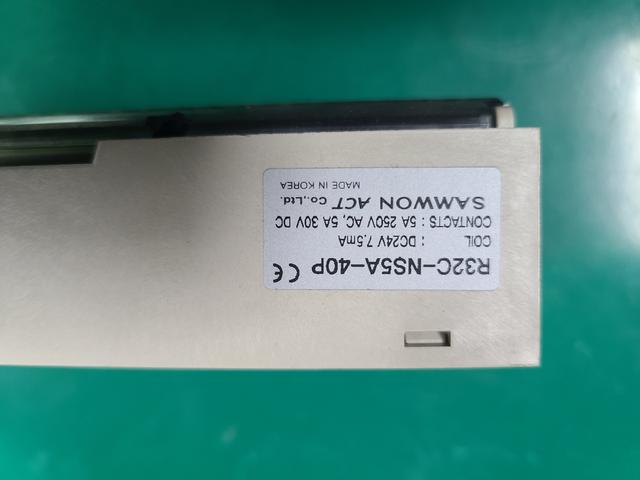 R32C-NS5A-40P CE
COIL : DC24V 7.5mA
CONTACTS : 5A 250V AC, 5A 30V DC
SAMWON ACT Co.,Ltd.
MADE IN KOREA